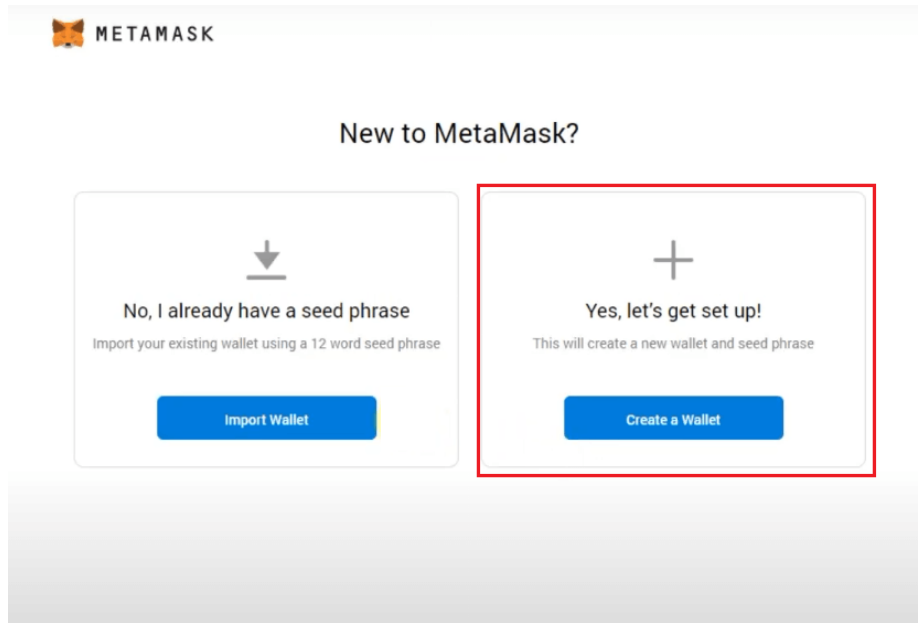 METAMASK
New to MetaMask?
No, I already have a seed phrase
Import your existing wallet using a 12 word seed phrase
Import Wallet
Yes, let's get set up!
This will create a new wallet and seed phrase
Create a Wallet